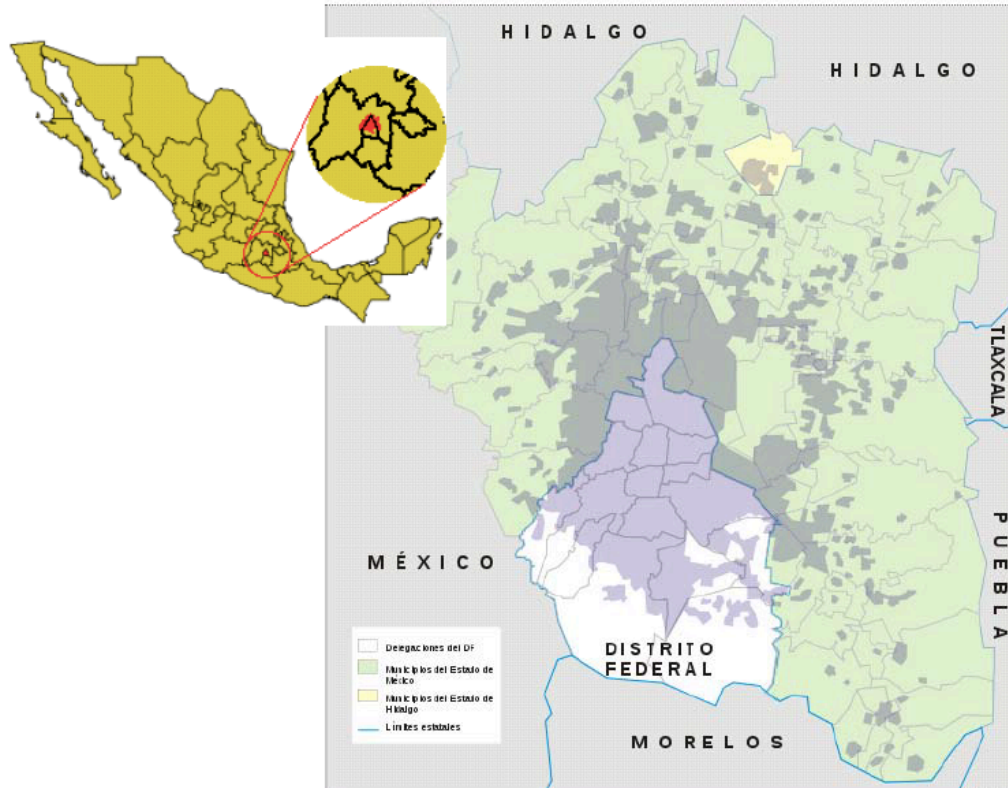 HIDALGO
HIDALGO
TLAXCALA
PUEBLA
MÉXICO
DISTRITO
FEDERAL
MORELOS
Delegaciones del DF
Municipios del Estado de
México
Municipios del Estado de
Hidalgo
Límites estatales